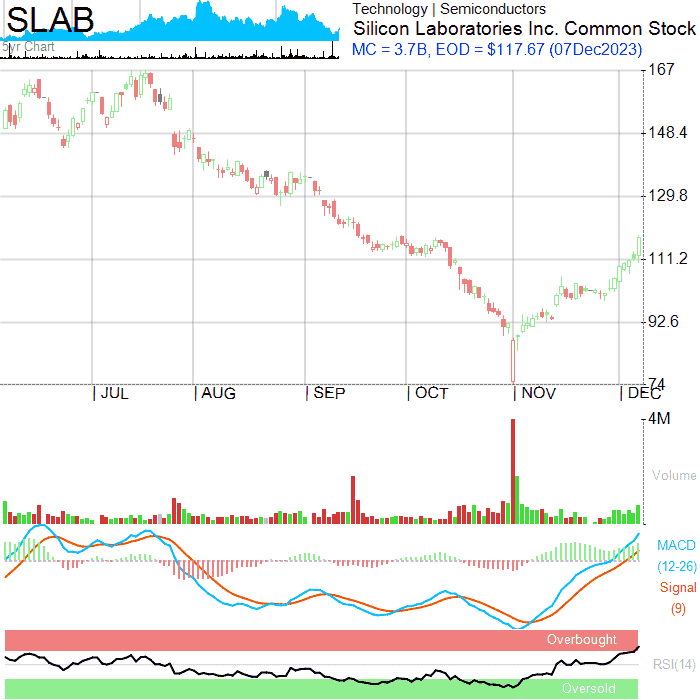 SLAB
5yr Chart
Technology | Semiconductors
Silicon Laboratories Inc. Common Stock
MC = 3.7B, EOD = $117.67 (07Dec2023)
167
148.4
129.8
111.2
92.6
74
JUL
AUG
SEP
OCT
NOV
DEC
4M
Volume
MACD
(12-26)
Signal
(9)
Overbought
RSI(14)
Oversold